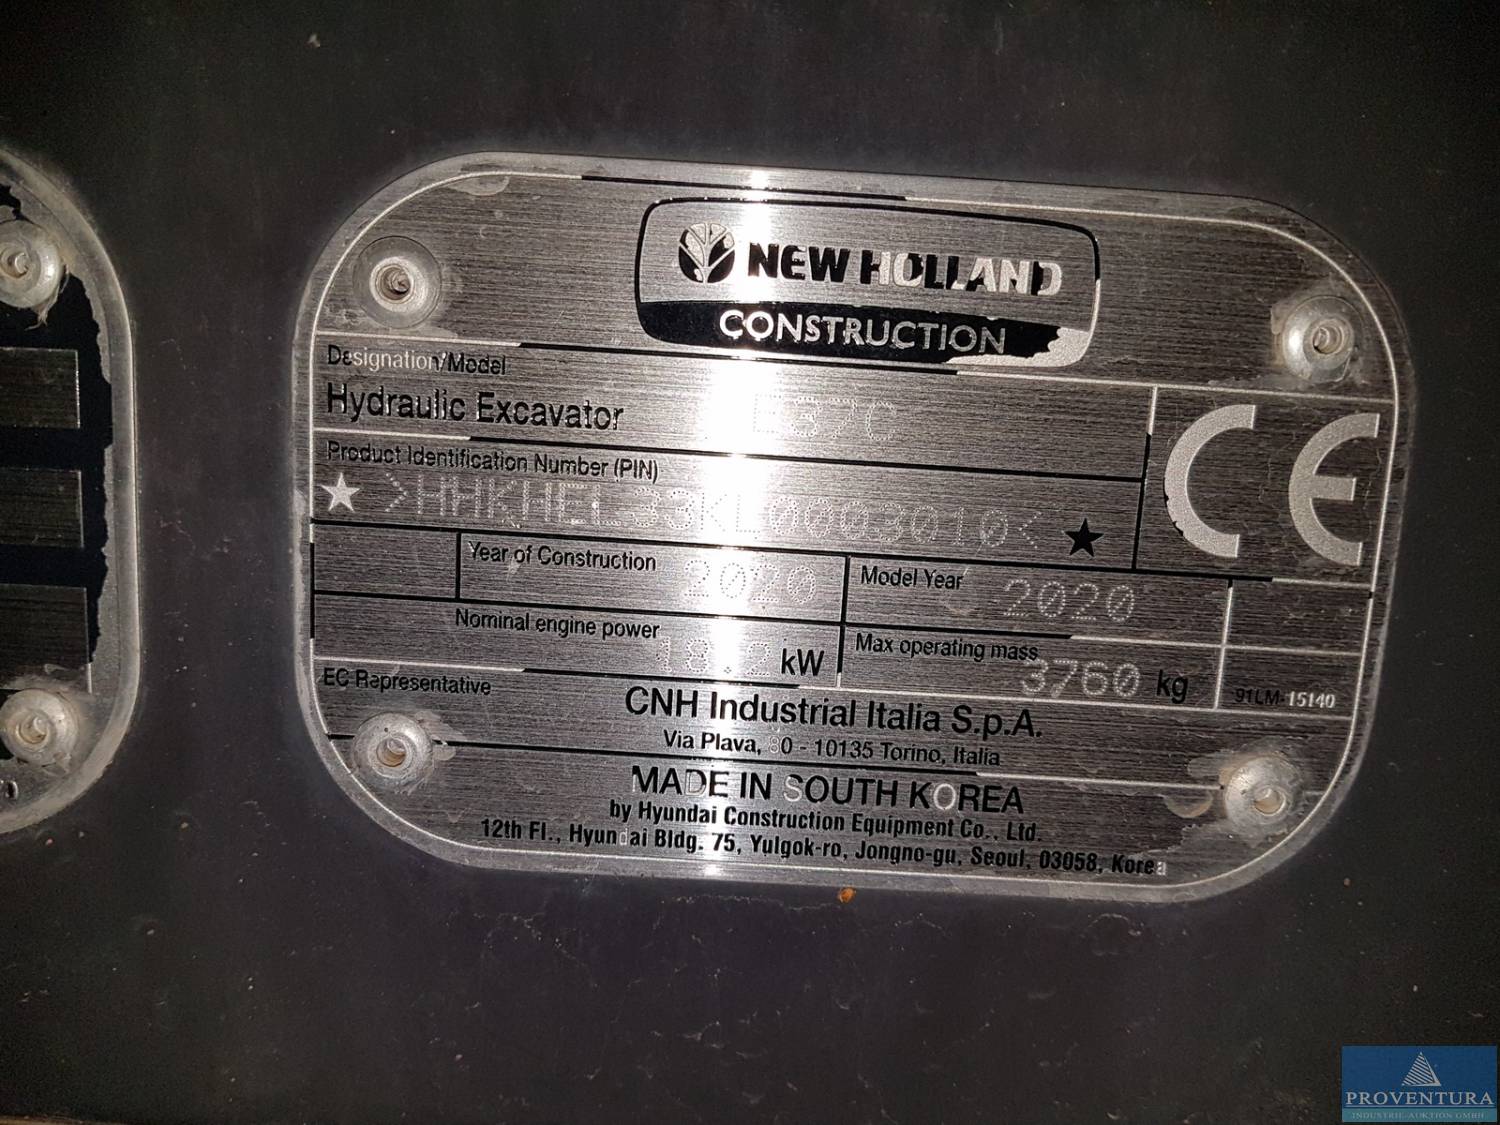 NEW HOLLAND
CONSTRUCTION
Designation/Model
Hydraulic Excavator E37C
Product Identification Number (PIN)
★ >HHKHEL33KL0003010< ★
Year of Construction 2020 Model Year 2020
Nominal engine power 18.2 kW Max operating mass 3760 kg
91LM-15140
CE
EC Representative
CNH Industrial Italia S.p.A.
Via Plava, 80 - 10135 Torino, Italia
MADE IN SOUTH KOREA
by Hyundai Construction Equipment Co., Ltd.
12th Fl., Hyundai Bldg. 75, Yulgok-ro, Jongno-gu, Seoul, 03058, Korea
PROVENTURA
INDUSTRIE-AUKTION GMBH